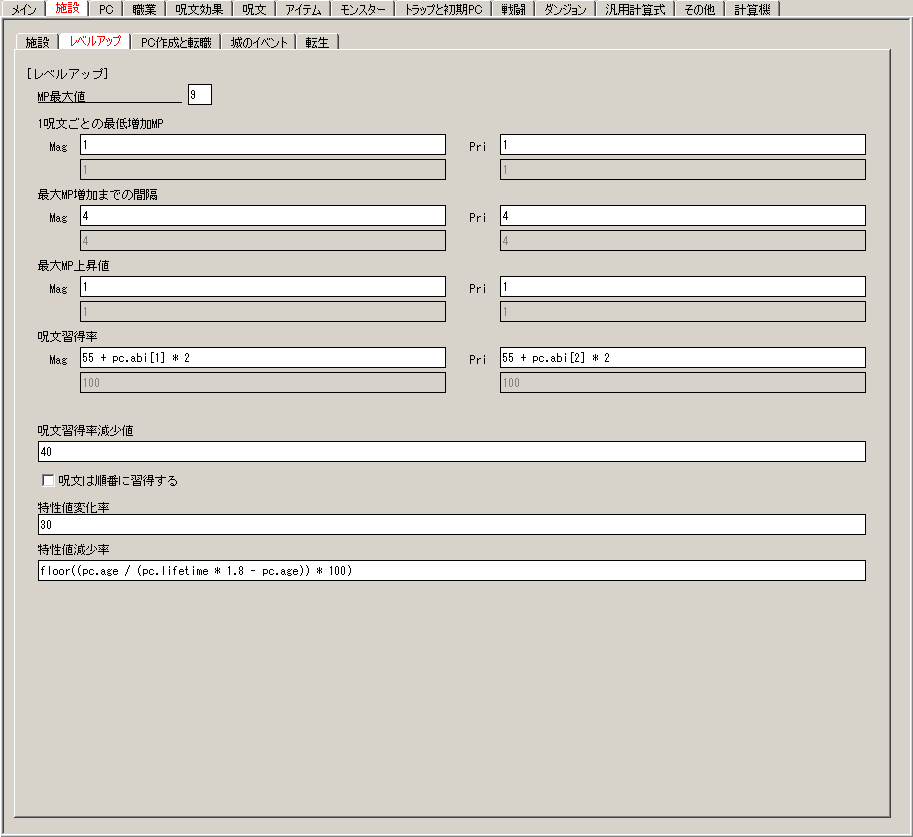 メイン 施設 PC 職業 呪文効果 呪文 アイテム モンスター トラップと初期PC 戦闘 ダンジョン 汎用計算式 その他 計算機
施設 レベルアップ PC作成と転職 城のイベント 転生
[レベルアップ]
MP最大値 9
1呪文ごとの最低増加MP
Mag 1 Pri 1
1 1
最大MP増加までの間隔
Mag 4 Pri 4
4 4
最大MP上昇値
Mag 1 Pri 1
1 1
呪文習得率
Mag 55 + pc.abi[1] * 2 Pri 55 + pc.abi[2] * 2
100 100
呪文習得率減少値
40
呪文は順番に習得する
特性値変化率
30
特性値減少率
floor((pc.age / (pc.lifetime * 1.8 - pc.age)) * 100)